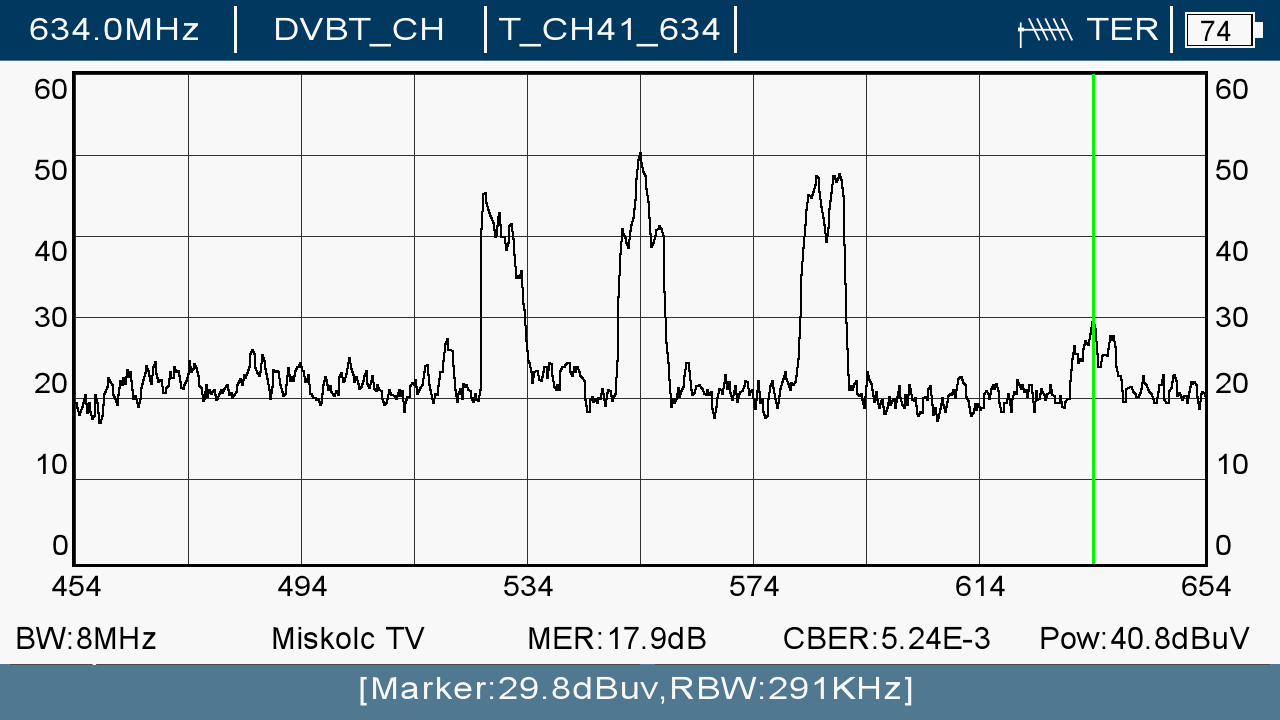 634.0MHz DVBT_CH T_CH41_634 TER 74
60 60
50 50
40 40
30 30
20 20
10 10
0 0
454 494 534 574 614 654
BW:8MHz Miskolc TV MER:17.9dB CBER:5.24E-3 Pow:40.8dBuV
[Marker:29.8dBuv,RBW:291KHz]